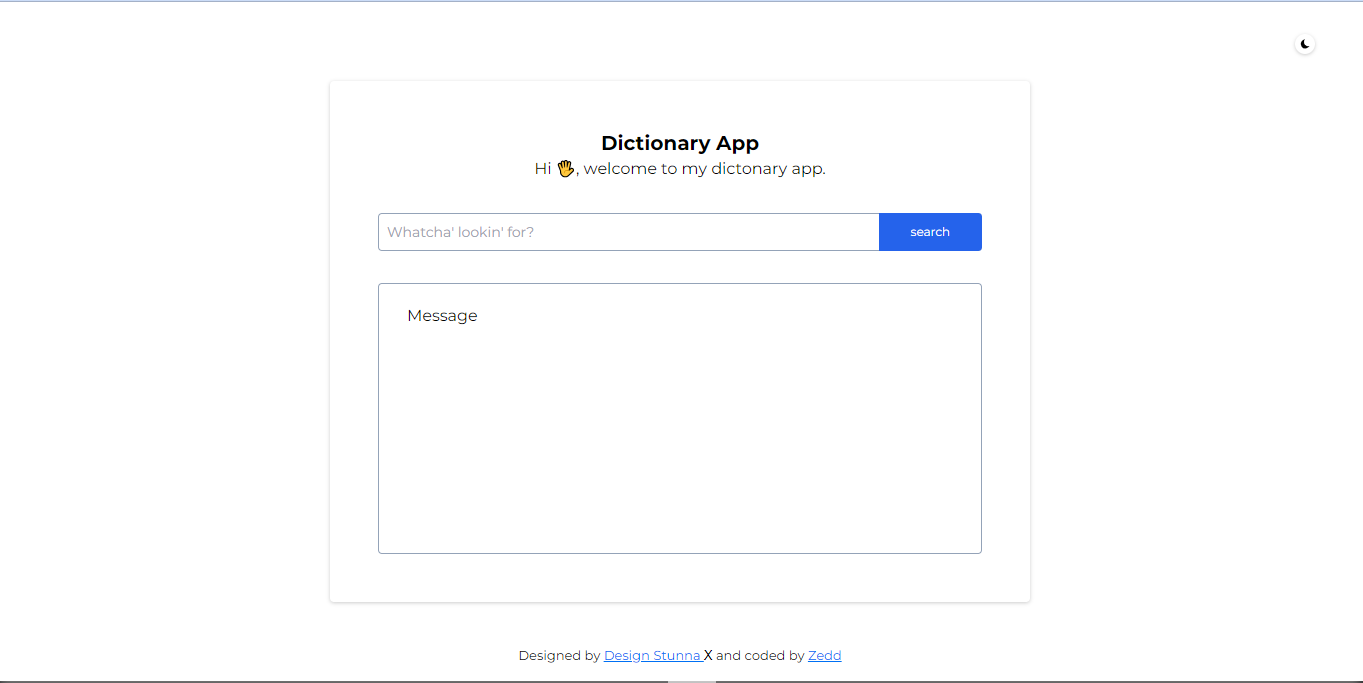 Dictionary App
Hi 🖐, welcome to my dictonary app.
Whatcha' lookin' for?
search
Message
Designed by Design Stunna X and coded by Zedd